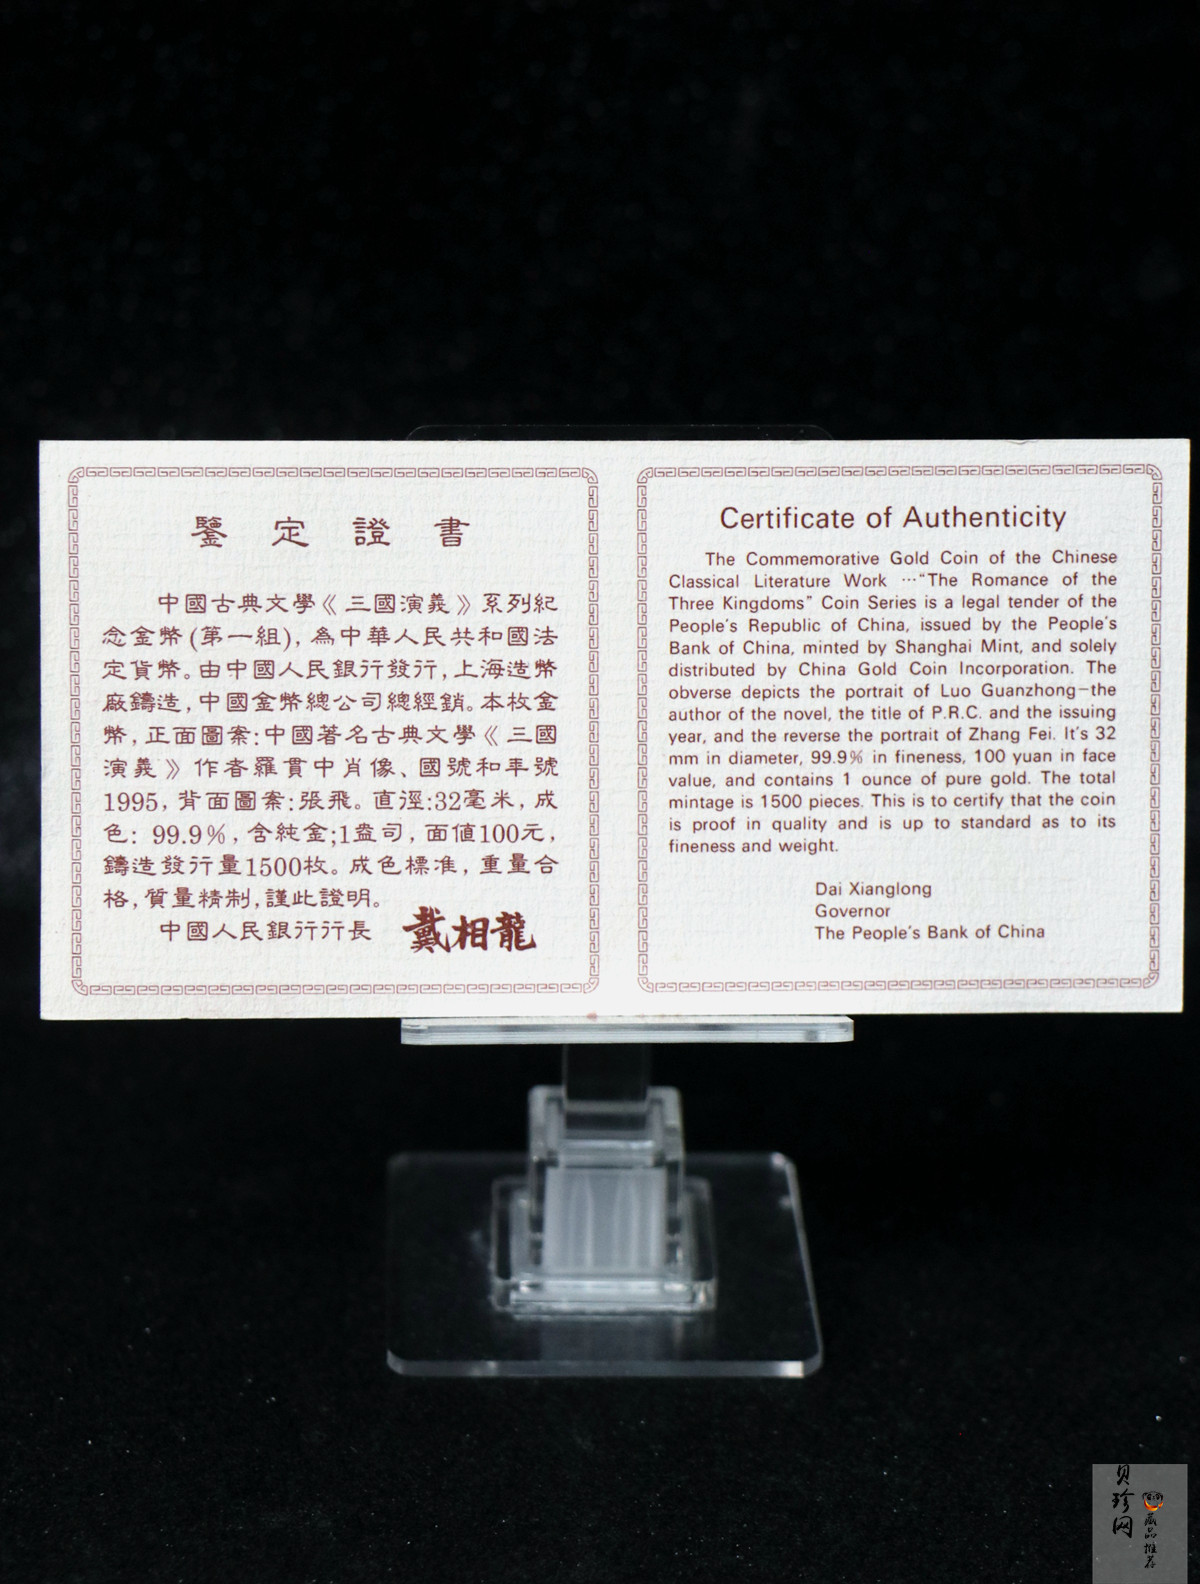 鑒定證書
中國古典文學《三國演義》系列紀
念金幣(第一組),為中華人民共和國法
定貨幣。由中國人民銀行發行,上海造幣
廠鑄造,中國金幣總公司總經銷。本枚金
幣,正面圖案:中國著名古典文學《三國
演義》作者羅貫中肖像、國號和年號
1995,背面圖案:張飛。直徑:32毫米,成
色:99.9%,含純金;1盎司,面值100元,
鑄造發行量1500枚。成色標准,重量合
格,質量精制,謹此證明。
中國人民銀行行長 戴相龍
Certificate of Authenticity
The Commemorative Gold Coin of the Chinese
Classical Literature Work ···"The Romance of the
Three Kingdoms" Coin Series is a legal tender of the
People's Republic of China, issued by the People's
Bank of China, minted by Shanghai Mint, and solely
distributed by China Gold Coin Incorporation. The
obverse depicts the portrait of Luo Guanzhong–the
author of the novel, the title of P.R.C. and the issuing
year, and the reverse the portrait of Zhang Fei. It's 32
mm in diameter, 99.9% in fineness, 100 yuan in face
value, and contains 1 ounce of pure gold. The total
mintage is 1500 pieces. This is to certify that the coin
is proof in quality and is up to standard as to its
fineness and weight.
Dai Xianglong
Governor
The People's Bank of China
贝珍网
藏品推荐